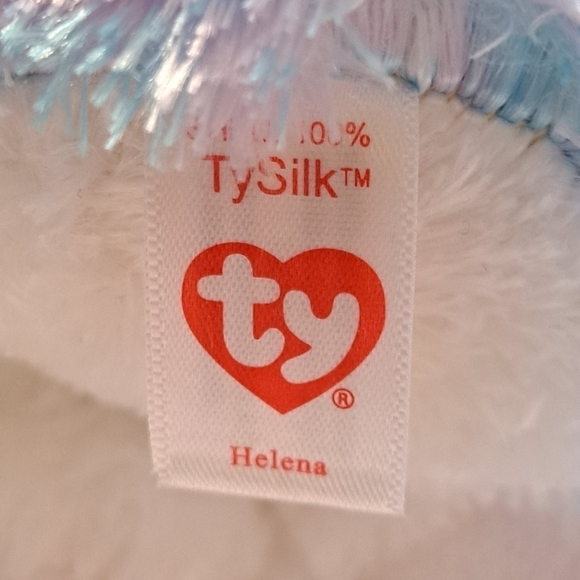 100%
TySilk™
ty®
Helena